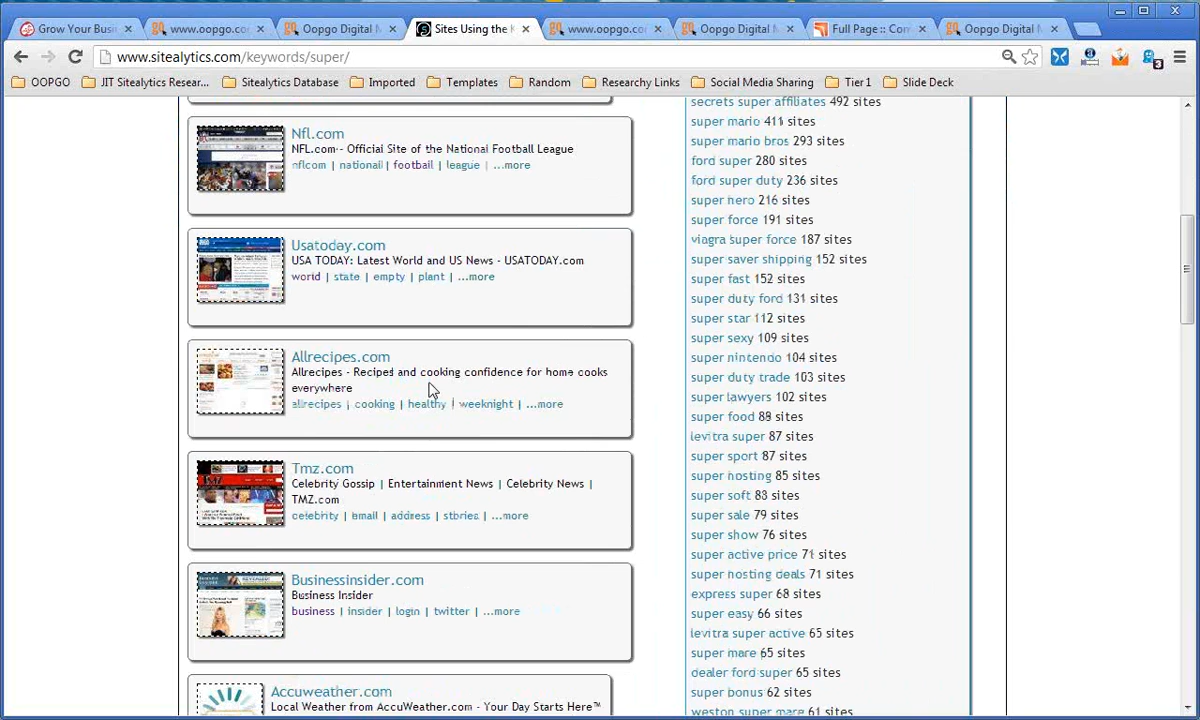 Grow Your Busi
www.oopgo.co
Oopgo Digital M
Sites Using the K
www.oopgo.co
Oopgo Digital M
Full Page :: Com
Oopgo Digital M
www.sitealytics.com/keywords/super/
3
OOPGO
JIT Sitealytics Resear...
Sitealytics Database
Imported
Templates
Random
Researchy Links
Social Media Sharing
Tier 1
Slide Deck
Nfl.com
NFL.com - Official Site of the National Football League
nflcom | national | football | league | ...more
Usatoday.com
USA TODAY: Latest World and US News - USATODAY.com
world | state | empty | plant | ...more
Allrecipes.com
Allrecipes - Recipes and cooking confidence for home cooks
everywhere
allrecipes | cooking | healthy | weeknight | ...more
Tmz.com
Celebrity Gossip | Entertainment News | Celebrity News |
TMZ.com
celebrity | email | address | stories | ...more
Businessinsider.com
Business Insider
business | insider | login | twitter | ...more
Accuweather.com
Local Weather from AccuWeather.com - Your Day Starts Here™
secrets super affiliates 492 sites
super mario 411 sites
super mario bros 293 sites
ford super 280 sites
ford super duty 236 sites
super hero 216 sites
super force 191 sites
viagra super force 187 sites
super saver shipping 152 sites
super fast 152 sites
super duty ford 131 sites
super star 112 sites
super sexy 109 sites
super nintendo 104 sites
super duty trade 103 sites
super lawyers 102 sites
super food 88 sites
levitra super 87 sites
super sport 87 sites
super hosting 85 sites
super soft 83 sites
super sale 79 sites
super show 76 sites
super active price 71 sites
super hosting deals 71 sites
express super 68 sites
super easy 66 sites
levitra super active 65 sites
super mare 65 sites
dealer ford super 65 sites
super bonus 62 sites
weston super mare 61 sites